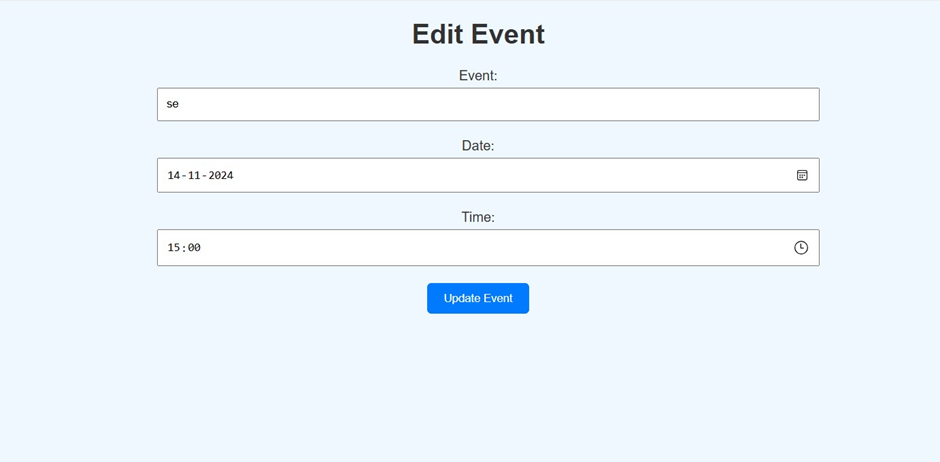 Edit Event
Event:
se
Date:
14-11-2024
Time:
15:00
Update Event